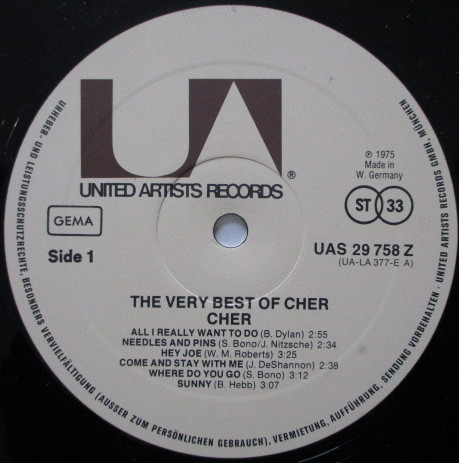 UA
®
UNITED ARTISTS RECORDS
℗ 1975
Made in
W. Germany
GEMA
ST 33
Side 1
UAS 29 758 Z
(UA-LA 377-E A)
THE VERY BEST OF CHER
CHER
ALL I REALLY WANT TO DO (B. Dylan) 2:55
NEEDLES AND PINS (S. Bono/J. Nitzsche) 2:34
HEY JOE (W. M. Roberts) 3:25
COME AND STAY WITH ME (J. DeShannon) 2:38
WHERE DO YOU GO (S. Bono) 3:12
SUNNY (B. Hebb) 3:07
URHEBER- UND LEISTUNGSSCHUTZRECHTE, BESONDERS VERVIELFÄLTIGUNG (AUSSER ZUM PERSÖNLICHEN GEBRAUCH), VERMIETUNG, AUFFÜHRUNG, SENDUNG VORBEHALTEN · UNITED ARTISTS RECORDS GMBH, MÜNCHEN